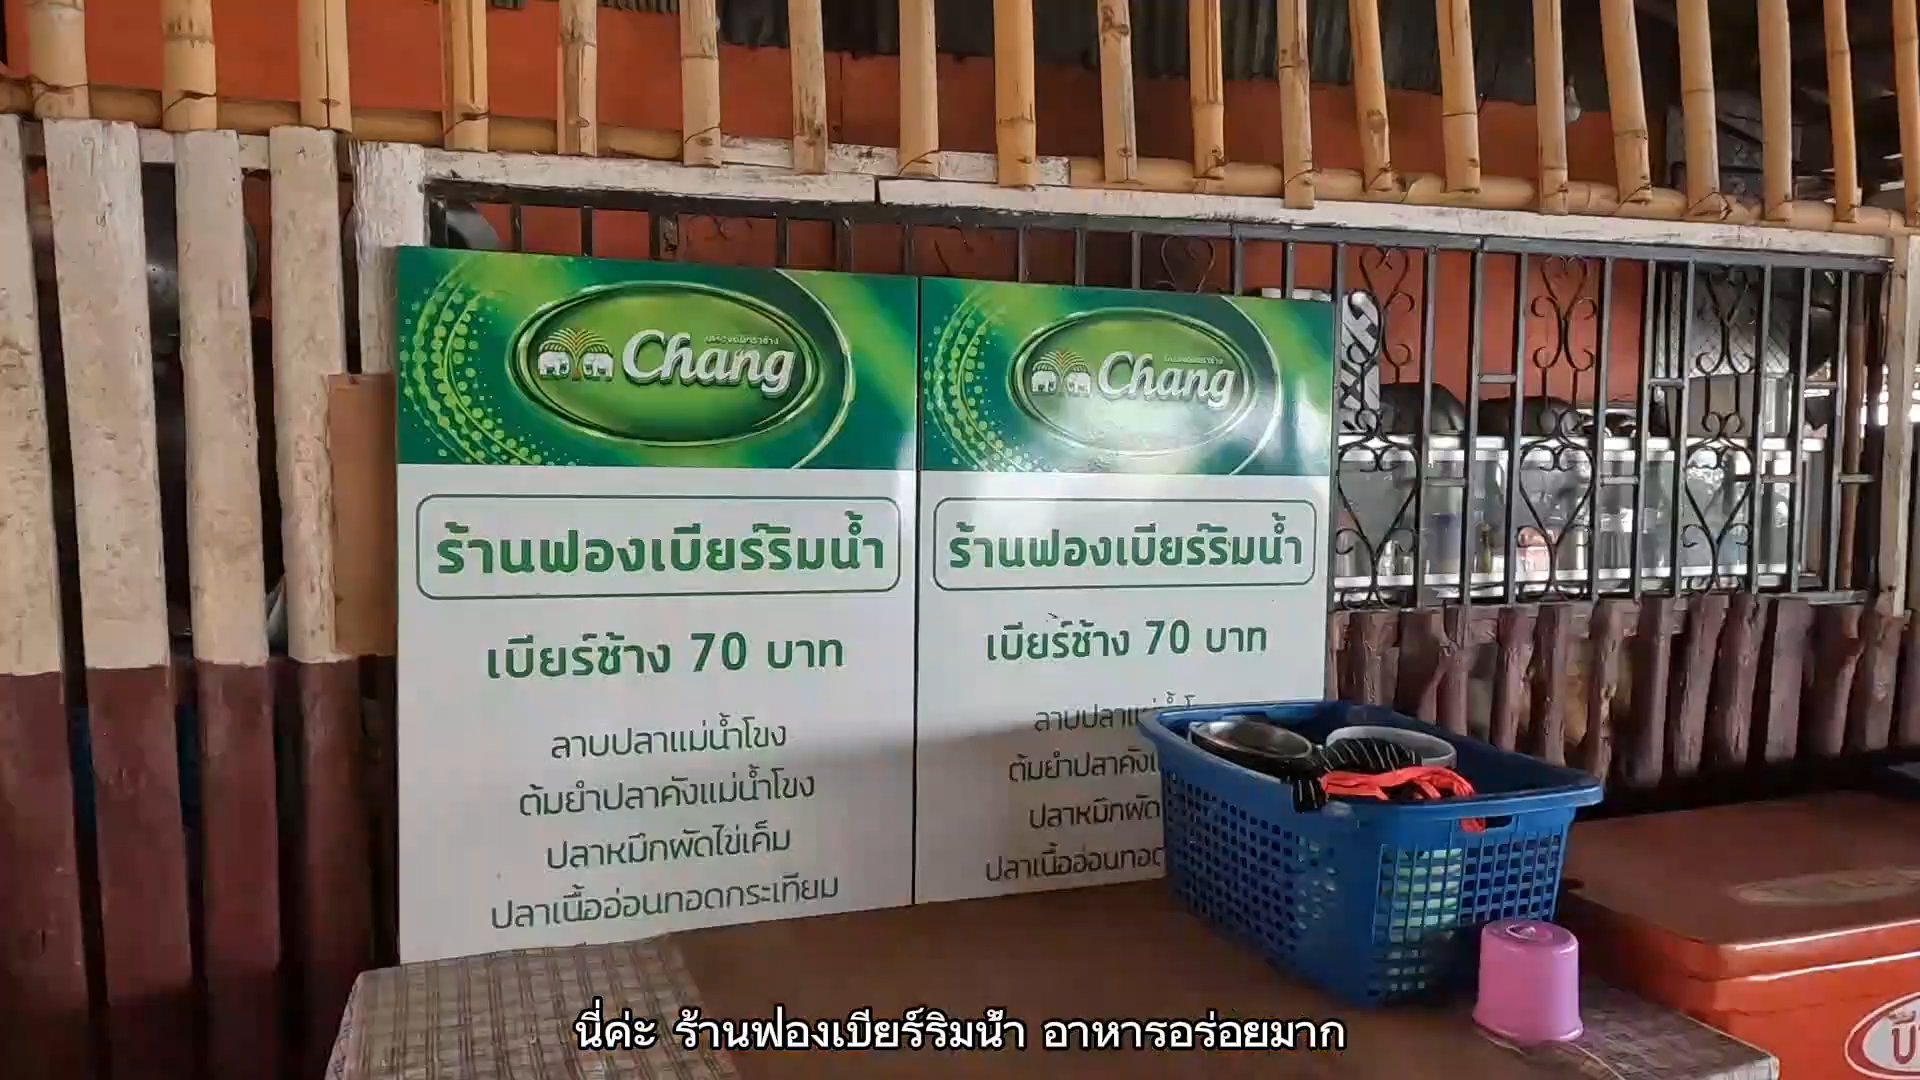 Chang
ร้านฟองเบียร์ริมน้ำ
เบียร์ช้าง 70 บาท
ลาบปลาแม่น้ำโขง
ต้มยำปลาคังแม่น้ำโขง
ปลาหมึกผัดไข่เค็ม
ปลาเนื้ออ่อนทอดกระเทียม
Chang
ร้านฟองเบียร์ริมน้ำ
เบียร์ช้าง 70 บาท
ลาบปลา
ต้มยำปลาคัง
ปลาหมึกผัด
ปลาเนื้ออ่อนทอด
นี่ค่ะ ร้านฟองเบียร์ริมน้ำ อาหารอร่อยมาก